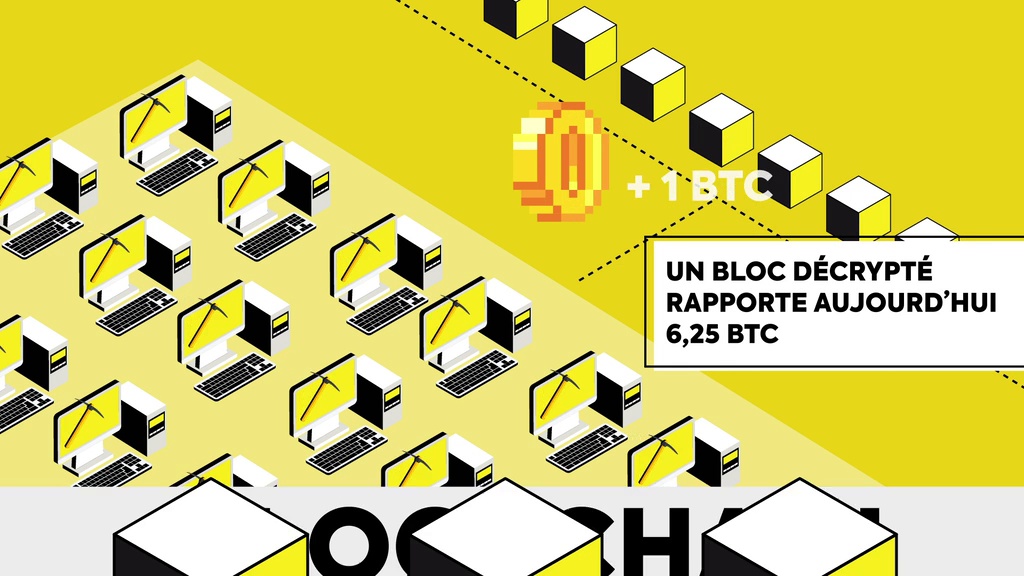 + 1 BTC
UN BLOC DÉCRYPTÉ
RAPPORTE AUJOURD’HUI
6,25 BTC